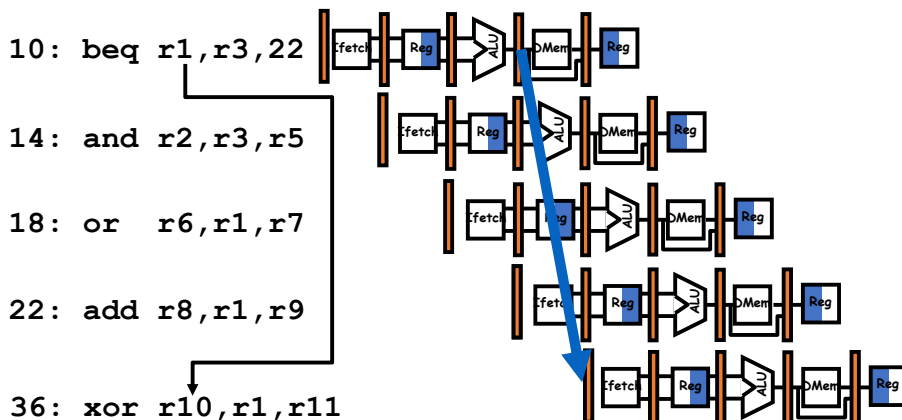 10: beq r1,r3,22 Ifetch Reg ALU DMem Reg
14: and r2,r3,r5 Ifetch Reg ALU DMem Reg
18: or r6,r1,r7 Ifetch Reg ALU DMem Reg
22: add r8,r1,r9 Ifetch Reg ALU DMem Reg
36: xor r10,r1,r11 Ifetch Reg ALU DMem Reg